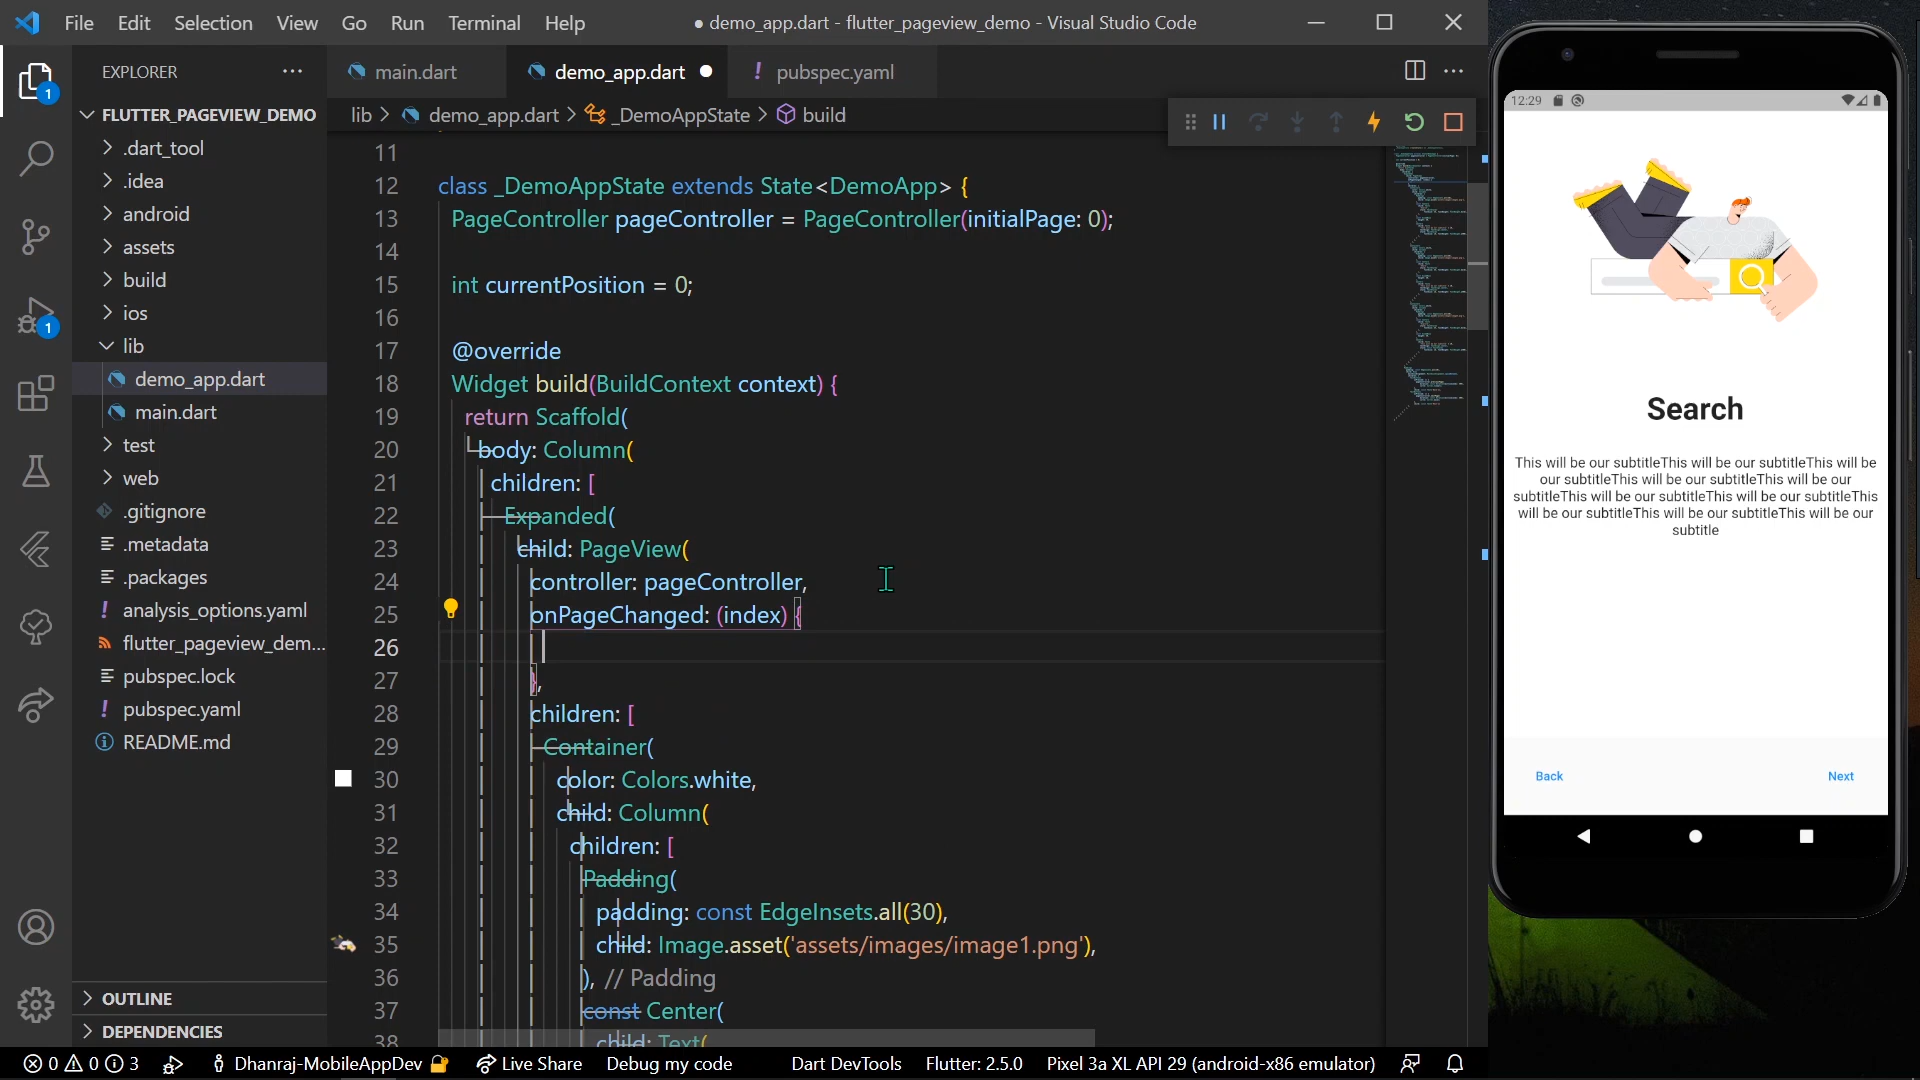 File Edit Selection View Go Run Terminal Help
● demo_app.dart - flutter_pageview_demo - Visual Studio Code
EXPLORER
main.dart
demo_app.dart
! pubspec.yaml
lib > demo_app.dart > _DemoAppState > build
FLUTTER_PAGEVIEW_DEMO
.dart_tool
.idea
android
assets
build
ios
lib
demo_app.dart
main.dart
test
web
.gitignore
.metadata
.packages
! analysis_options.yaml
flutter_pageview_dem...
pubspec.lock
! pubspec.yaml
README.md
OUTLINE
DEPENDENCIES
1
1
11
12 class _DemoAppState extends State<DemoApp> {
13 PageController pageController = PageController(initialPage: 0);
14
15 int currentPosition = 0;
16
17 @override
18 Widget build(BuildContext context) {
19 return Scaffold(
20 body: Column(
21 children: [
22 Expanded(
23 child: PageView(
24 controller: pageController,
25 onPageChanged: (index) {
26
27 },
28 children: [
29 Container(
30 color: Colors.white,
31 child: Column(
32 children: [
33 Padding(
34 padding: const EdgeInsets.all(30),
35 child: Image.asset('assets/images/image1.png'),
36 ), // Padding
37 const Center(
38 child: Text(
0 0 3 Dhanraj-MobileAppDev Live Share Debug my code Dart DevTools Flutter: 2.5.0 Pixel 3a XL API 29 (android-x86 emulator)
12:29
Search
This will be our subtitleThis will be our subtitleThis will be
our subtitleThis will be our subtitleThis will be our
subtitleThis will be our subtitleThis will be our subtitleThis
will be our subtitleThis will be our subtitleThis will be our
subtitle
Back
Next